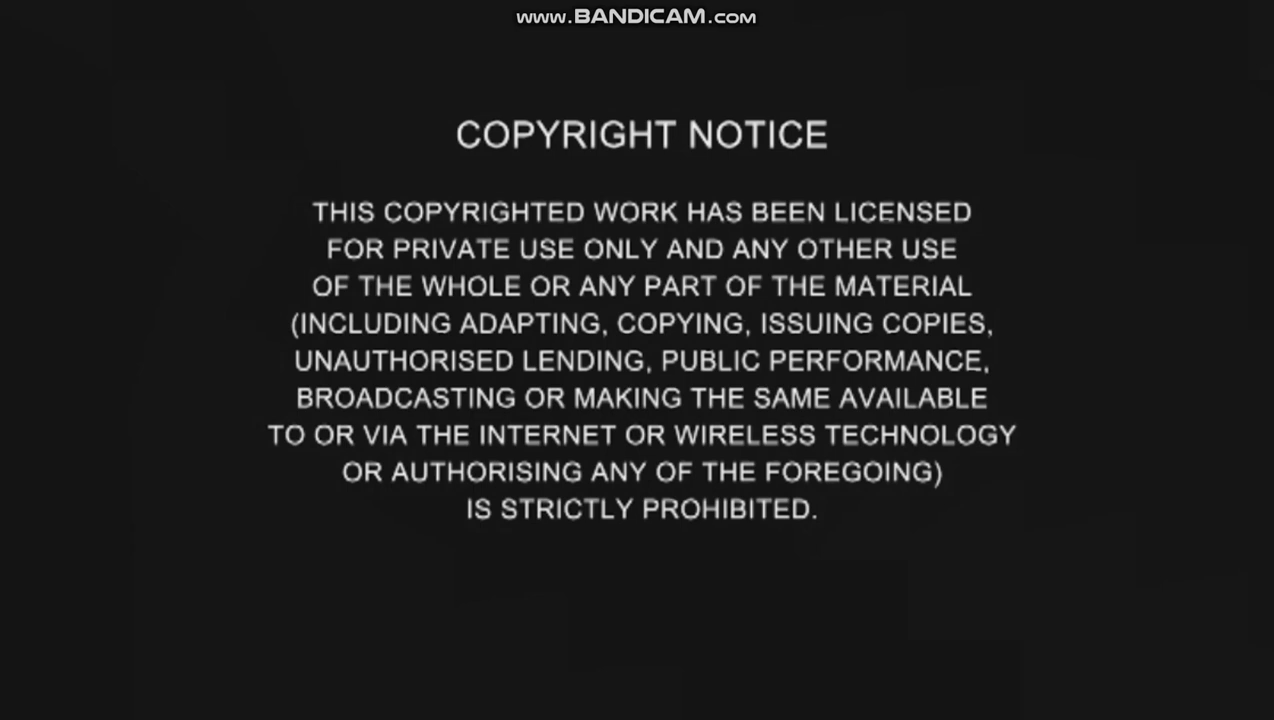 www.BANDICAM.com
COPYRIGHT NOTICE
THIS COPYRIGHTED WORK HAS BEEN LICENSED
FOR PRIVATE USE ONLY AND ANY OTHER USE
OF THE WHOLE OR ANY PART OF THE MATERIAL
(INCLUDING ADAPTING, COPYING, ISSUING COPIES,
UNAUTHORISED LENDING, PUBLIC PERFORMANCE,
BROADCASTING OR MAKING THE SAME AVAILABLE
TO OR VIA THE INTERNET OR WIRELESS TECHNOLOGY
OR AUTHORISING ANY OF THE FOREGOING)
IS STRICTLY PROHIBITED.